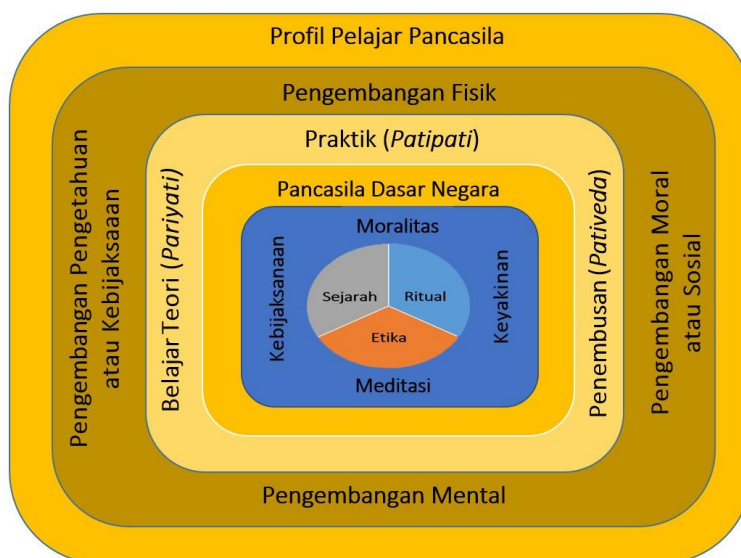 Profil Pelajar Pancasila
Pengembangan Fisik
Praktik (Patipati)
Pancasila Dasar Negara
Moralitas
Pengembangan Pengetahuan
atau Kebijaksaaan
Belajar Teori (Pariyati)
Kebijaksanaan
Sejarah
Ritual
Etika
Keyakinan
Penembusan (Pativeda)
Pengembangan Moral
atau Sosial
Meditasi
Pengembangan Mental